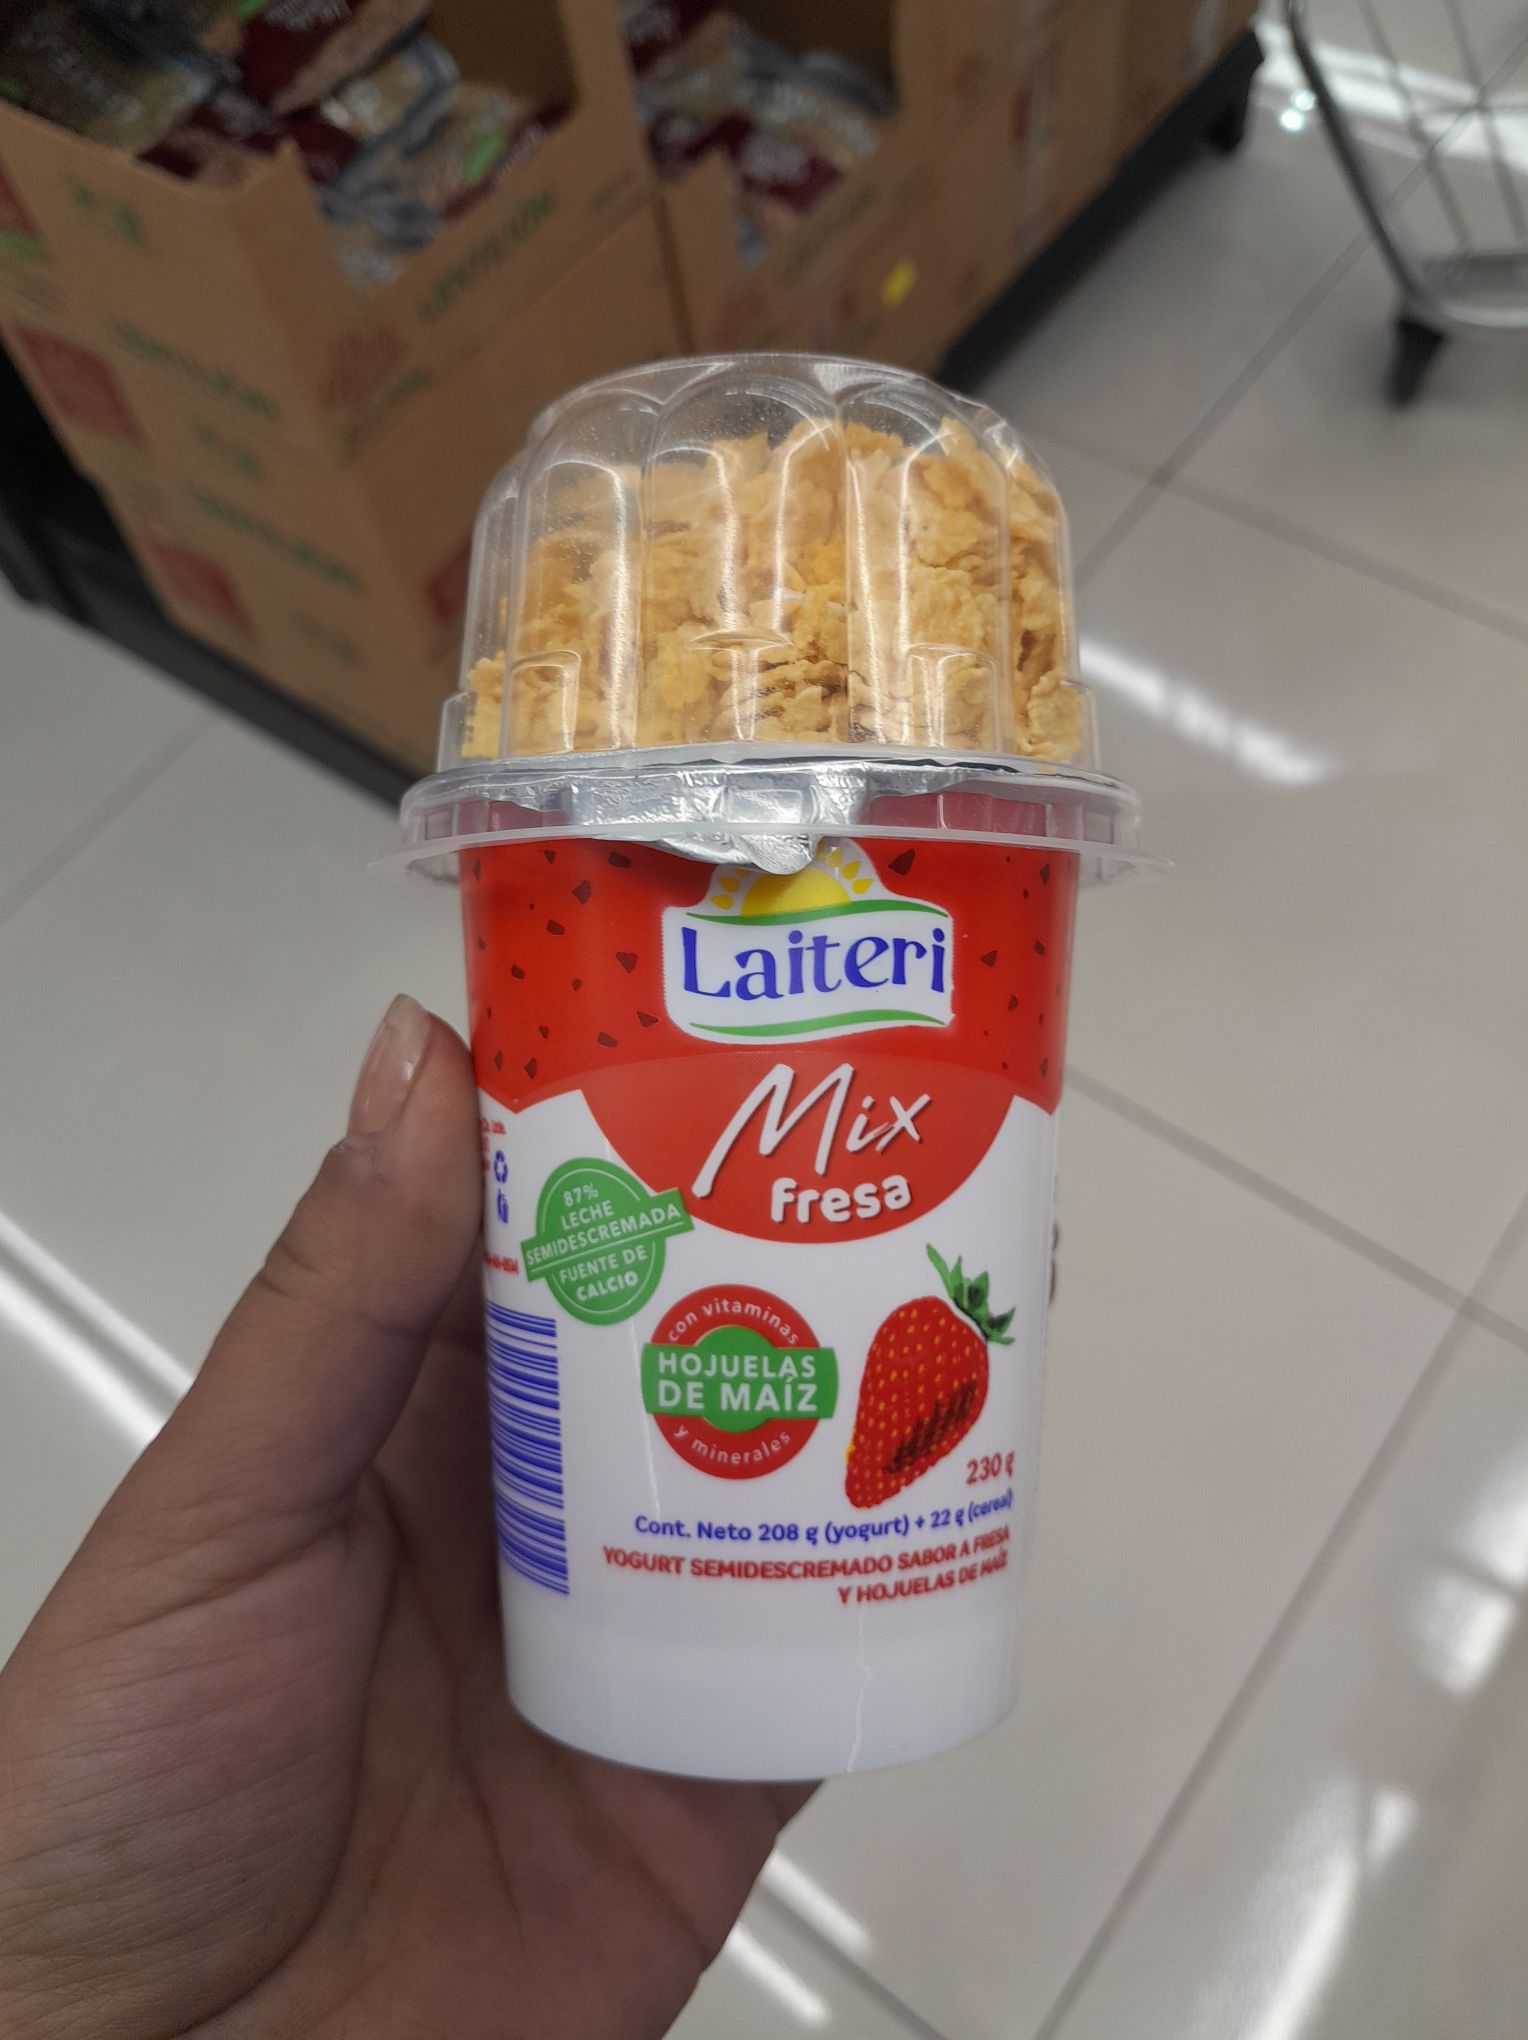 Laiteri
Mix
fresa
87%
LECHE
SEMIDESCREMADA
FUENTE DE
CALCIO
con vitaminas
HOJUELAS
DE MAÍZ
y minerales
230 g
Cont. Neto 208 g (yogurt) + 22 g (cereal)
YOGURT SEMIDESCREMADO SABOR A FRESA
Y HOJUELAS DE MAÍZ